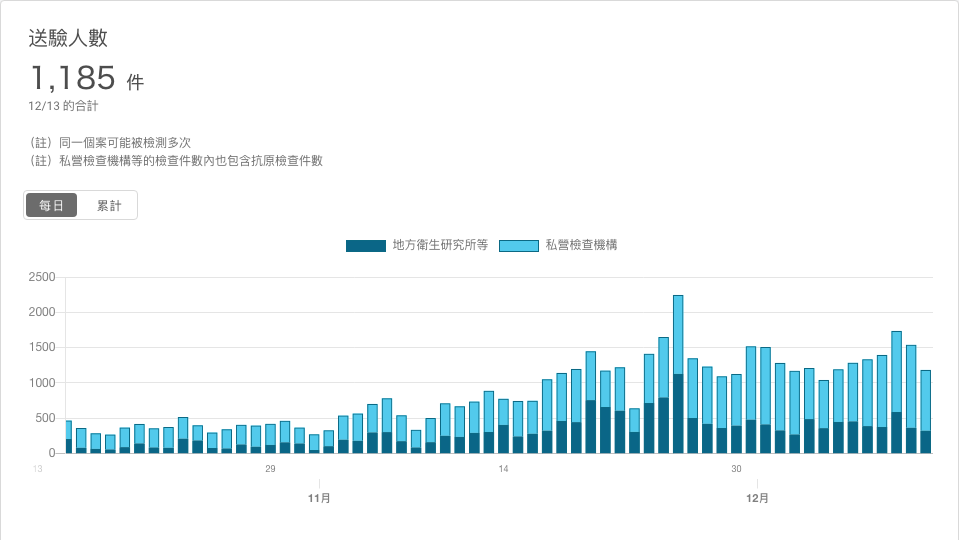 送驗人數
1,185 件
12/13 的合計
（註）同一個案可能被檢測多次
（註）私營檢查機構等的檢查件數內也包含抗原檢查件數
每日 累計
地方衛生研究所等 私營檢查機構
2500
2000
1500
1000
500
0
13 29 14 30
11月 12月